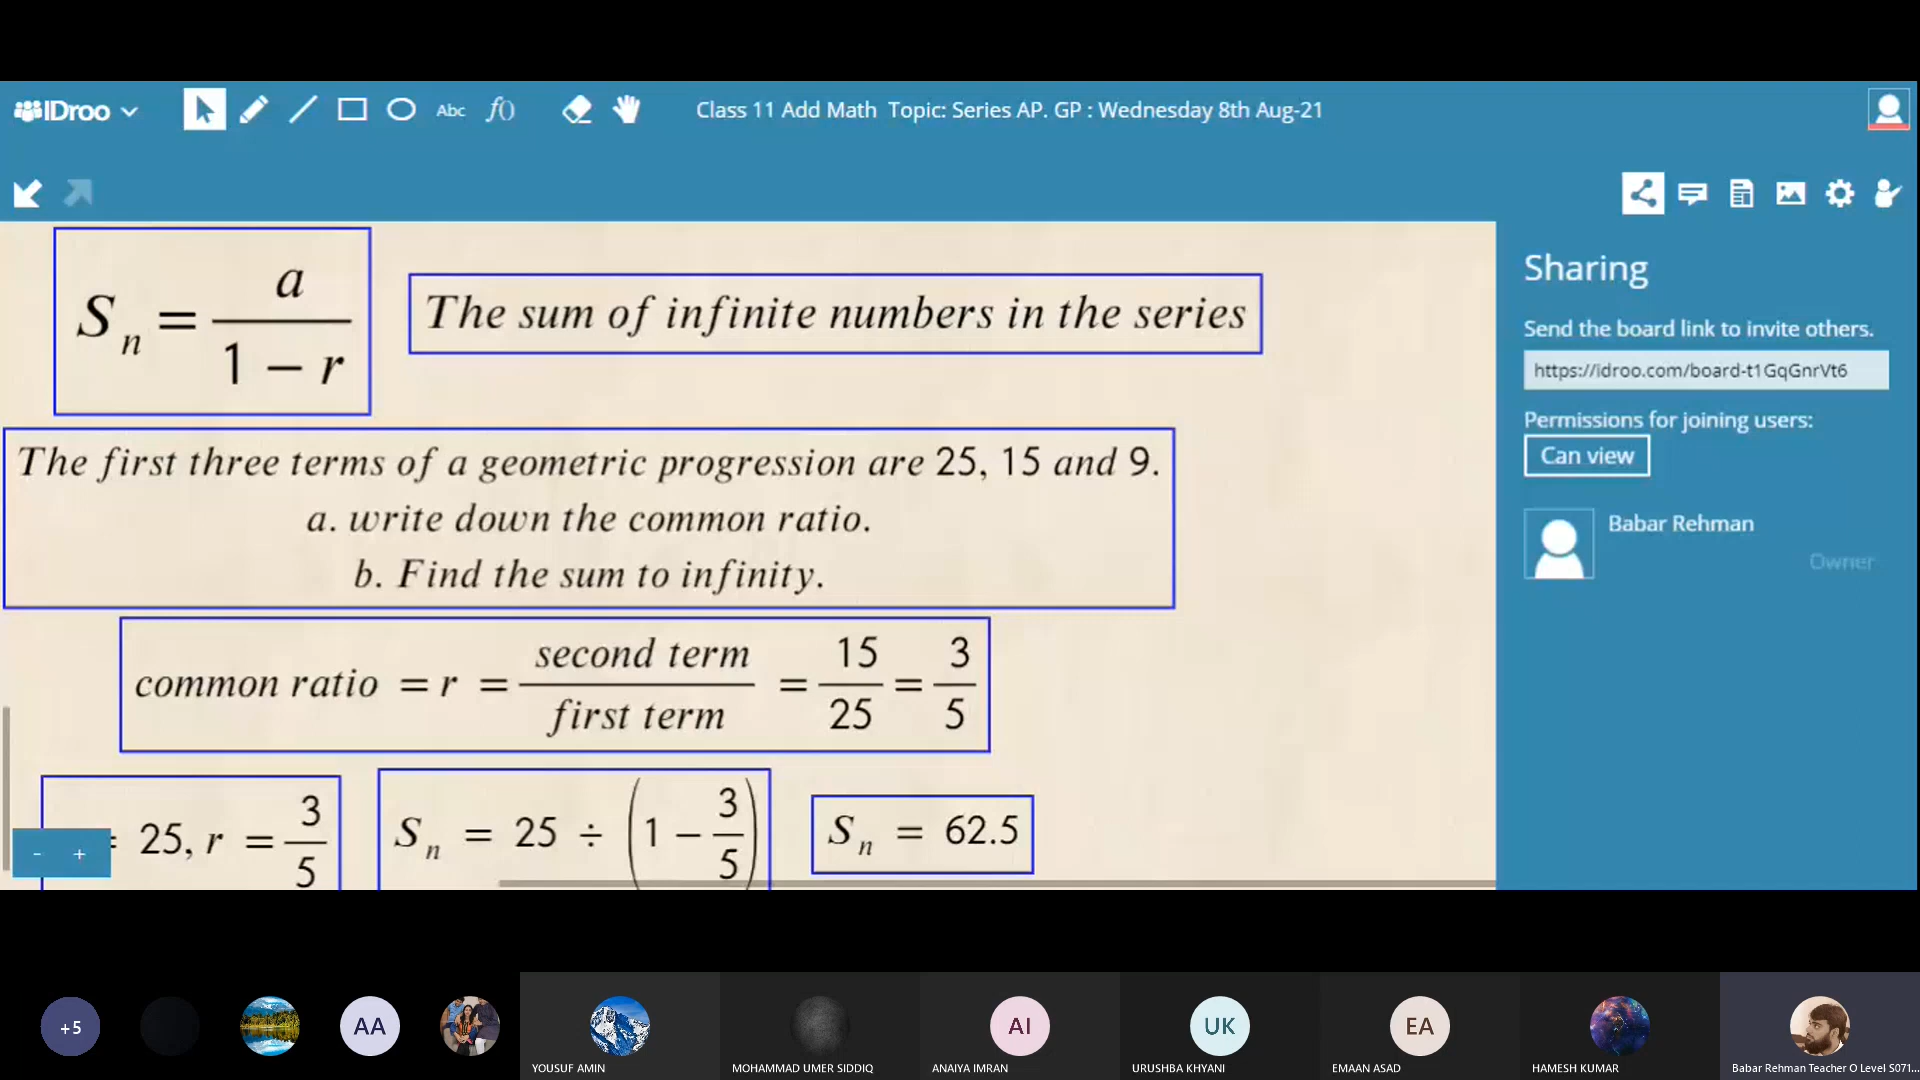 IDroo
Abc
f()
Class 11 Add Math Topic: Series AP. GP : Wednesday 8th Aug-21
S n = a / 1 − r
The sum of infinite numbers in the series
The first three terms of a geometric progression are 25, 15 and 9.
a. write down the common ratio.
b. Find the sum to infinity.
common ratio = r = second term / first term = 15 / 25 = 3 / 5
= 25, r = 3 / 5
S n = 25 ÷ ( 1 − 3 / 5 )
S n = 62.5
- +
Sharing
Send the board link to invite others.
https://idroo.com/board-t1GqGnrVt6
Permissions for joining users:
Can view
Babar Rehman
Owner
+5
AA
YOUSUF AMIN
MOHAMMAD UMER SIDDIQ
AI
ANAIYA IMRAN
UK
URUSHBA KHYANI
EA
EMAAN ASAD
HAMESH KUMAR
Babar Rehman Teacher O Level S071...